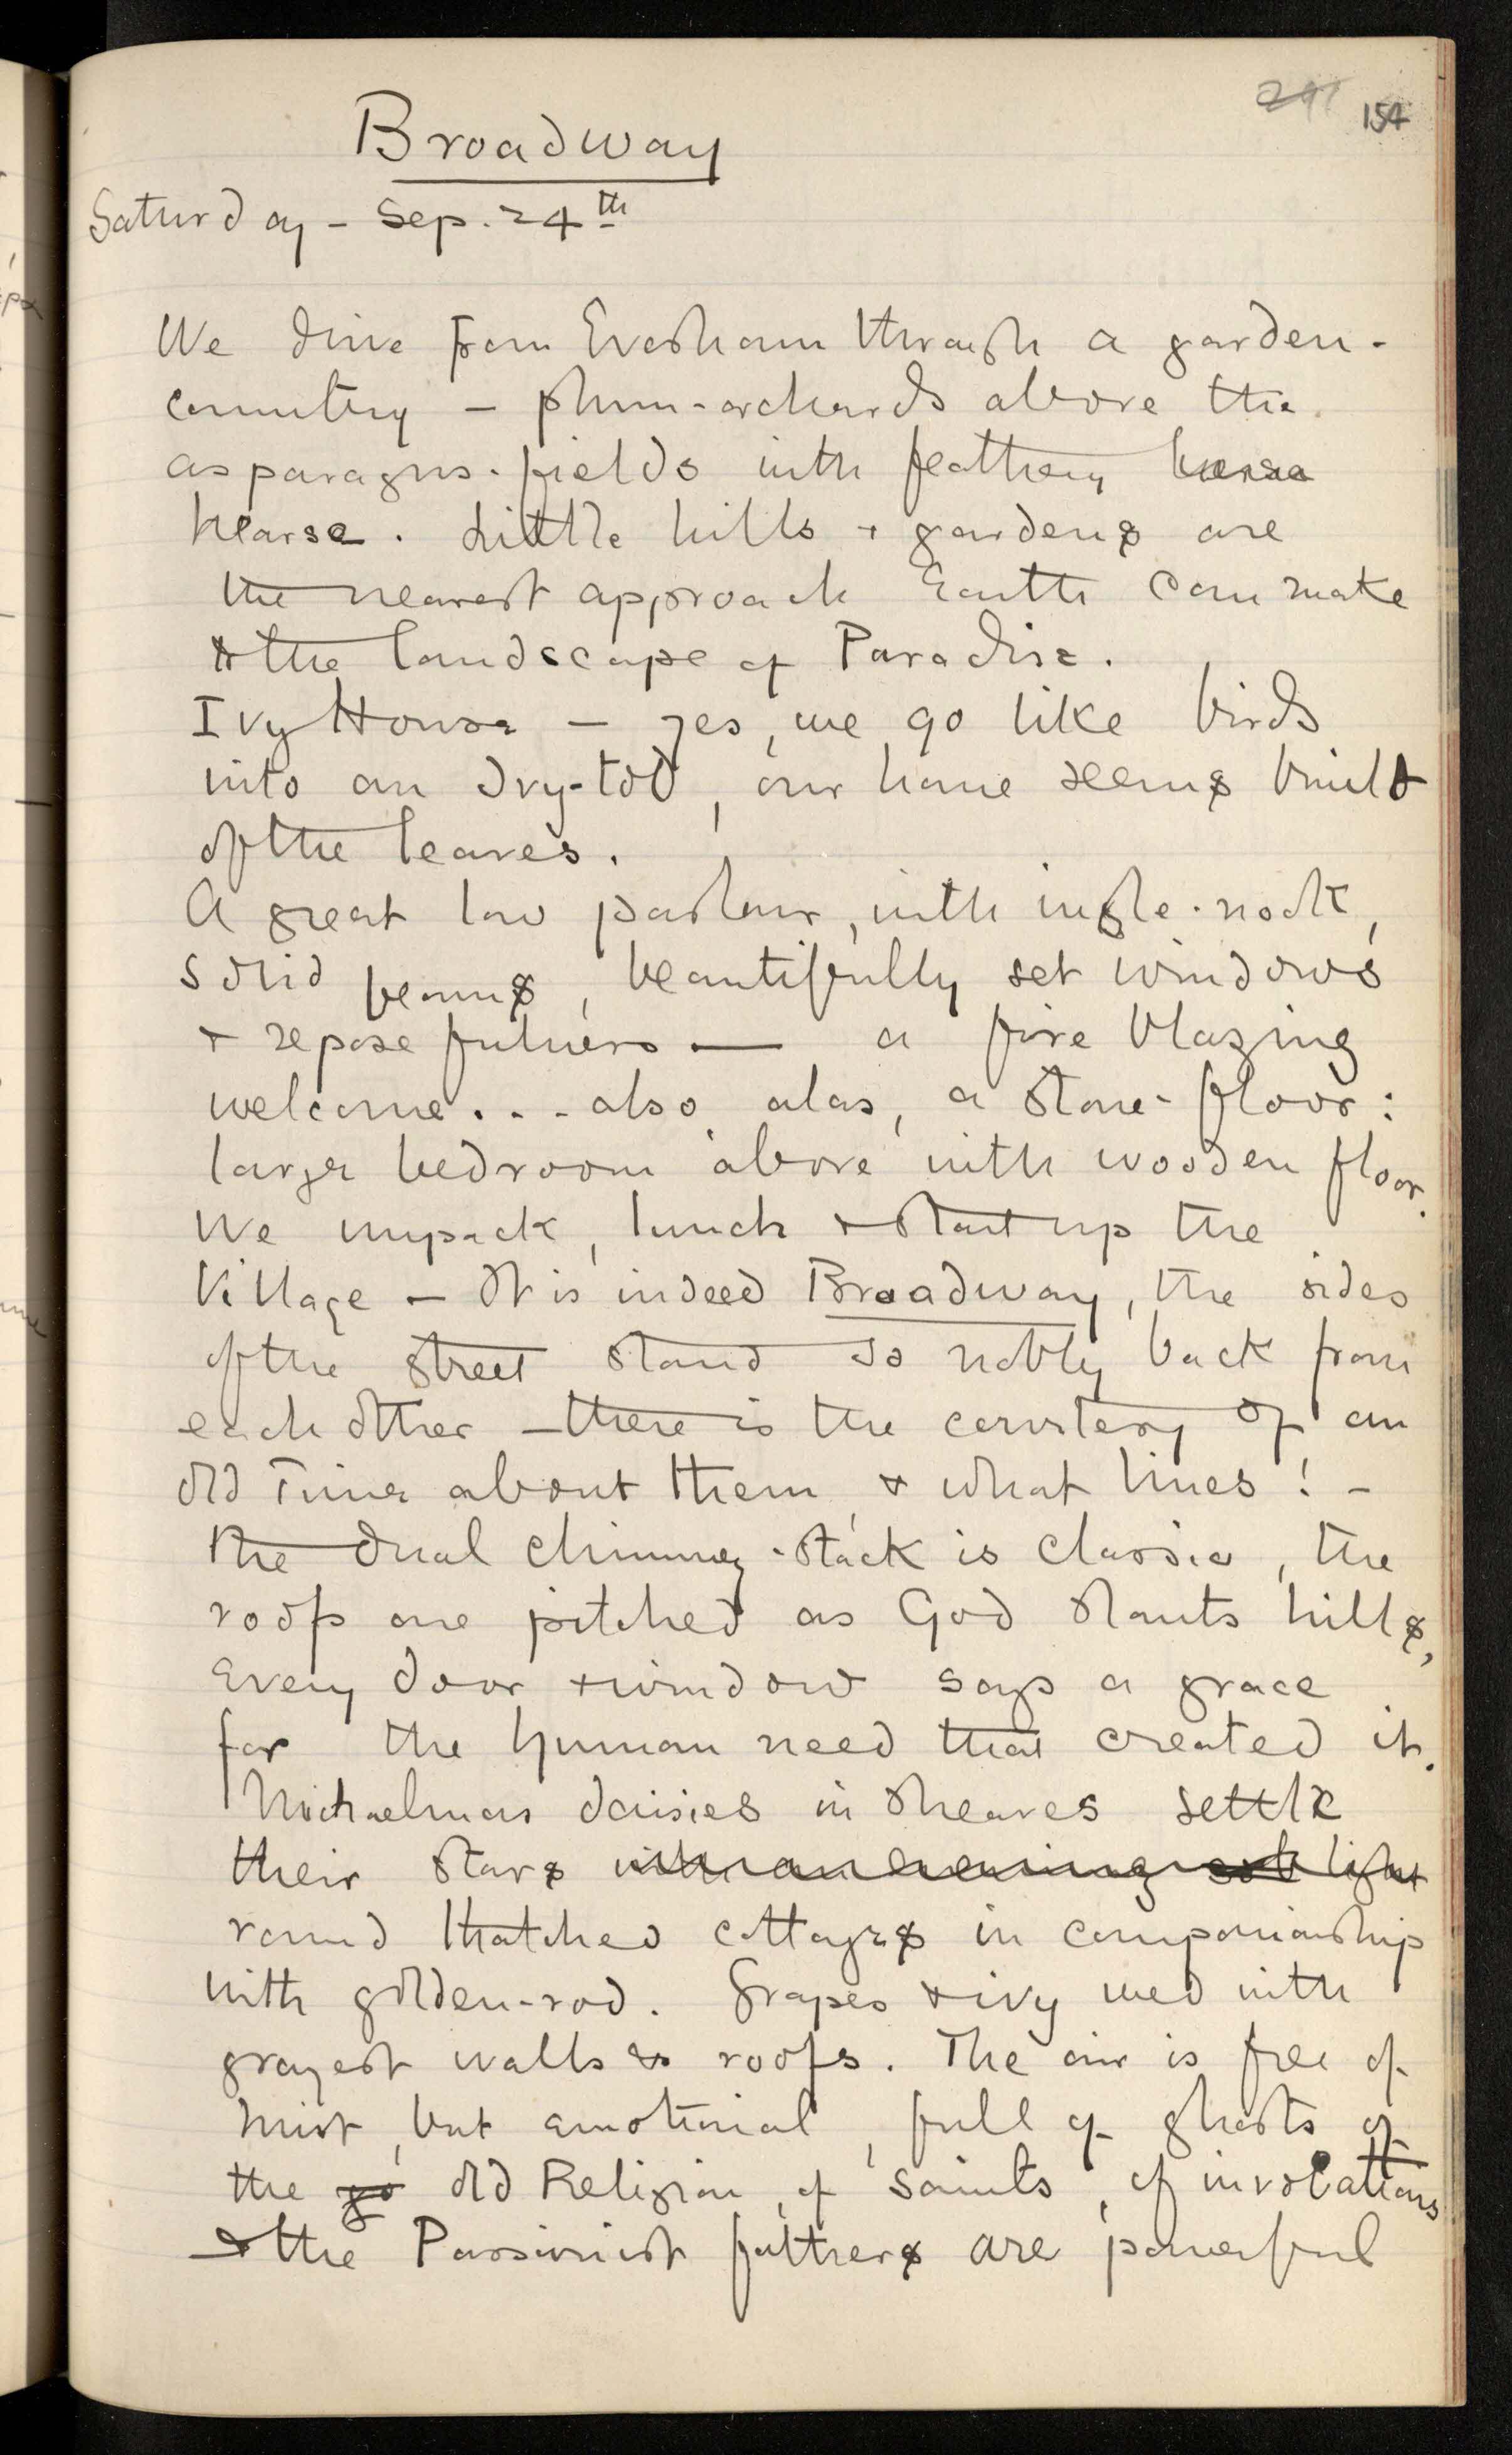 291 154
Broadway
Saturday - Sep. 24th
We drive from Evesham through a garden-
country – plum-orchards above the
asparagus-fields with feathery
hearse. Little hills + gardens are
the nearest approach Earth can make
to the landscape of Paradise.
Ivy House – yes, we go like birds
into an Ivy-tod, our home seems built
of the leaves.
A great low parlour, with ingle-nook,
solid beams, beautifully set windows
+ reposefulness — a fire blazing
welcome... also, alas, a stone-floor:
large bedroom above with wooden floor.
We unpack, lunch + start up the
Village – It is indeed Broadway, the sides
of the street stand so nobly back from
each other – there is the courtesy of an
old Time about them, + what lines! –
The dual chimney-stack is classic, the
roofs are pitched as God slants hills,
every door + window says a grace
for the human need that created it.
Michaelmas daisies in sheaves settle
their stars with an evening light
round thatched cottages in companionship
with golden-rod. Grapes + ivy wed with
grayest walls & roofs. The air is free of
mist, but emotional, full of ghosts of
the go old Religion, of saints, of invocations
+ the Passionist fathers are powerful